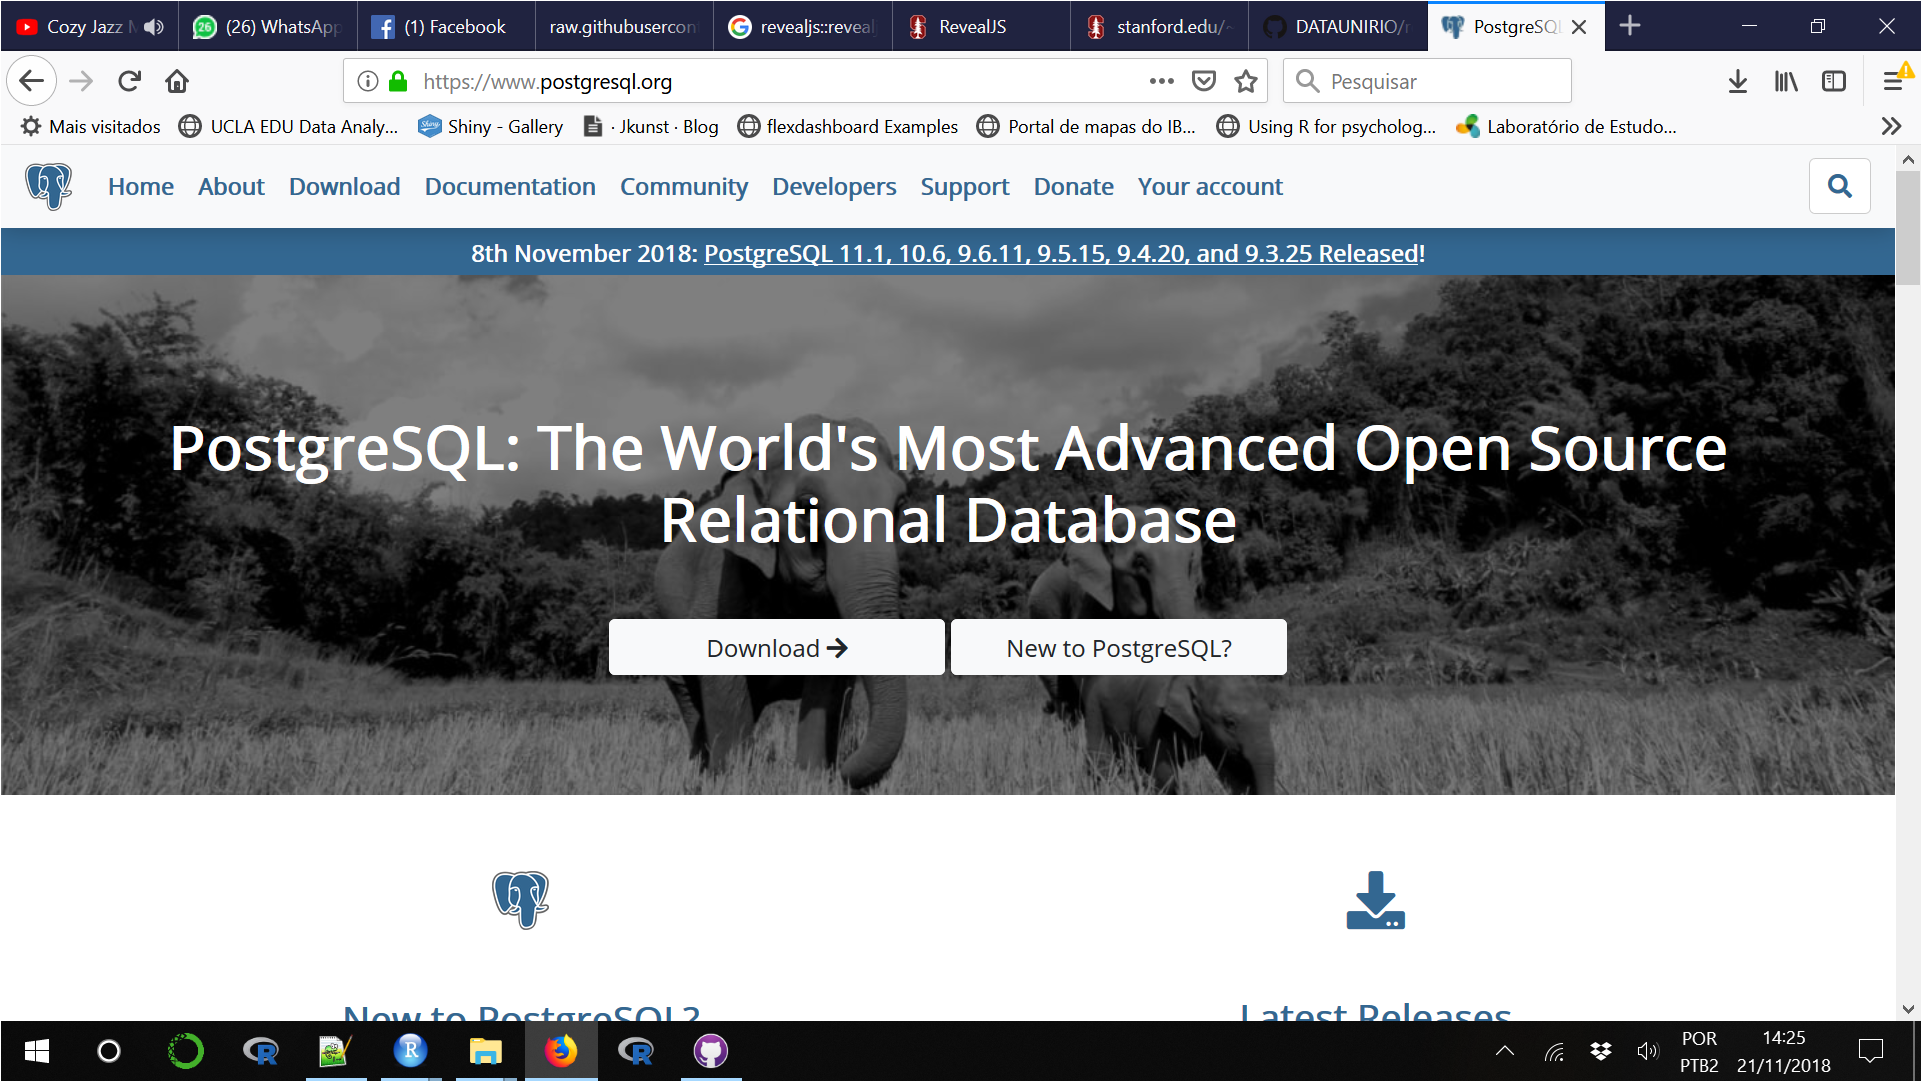 Cozy Jazz M
(26) WhatsApp
(1) Facebook
raw.githubusercon
revealjs::reveal
RevealJS
stanford.edu/~
DATAUNIRIO/r
PostgreSQL
https://www.postgresql.org
Pesquisar
Mais visitados
UCLA EDU Data Analy...
Shiny - Gallery
· Jkunst · Blog
flexdashboard Examples
Portal de mapas do IB...
Using R for psycholog...
Laboratório de Estudo...
Home About Download Documentation Community Developers Support Donate Your account
8th November 2018: PostgreSQL 11.1, 10.6, 9.6.11, 9.5.15, 9.4.20, and 9.3.25 Released!
PostgreSQL: The World's Most Advanced Open Source
Relational Database
Download
New to PostgreSQL?
New to PostgreSQL?
Latest Releases
POR
PTB2
14:25
21/11/2018